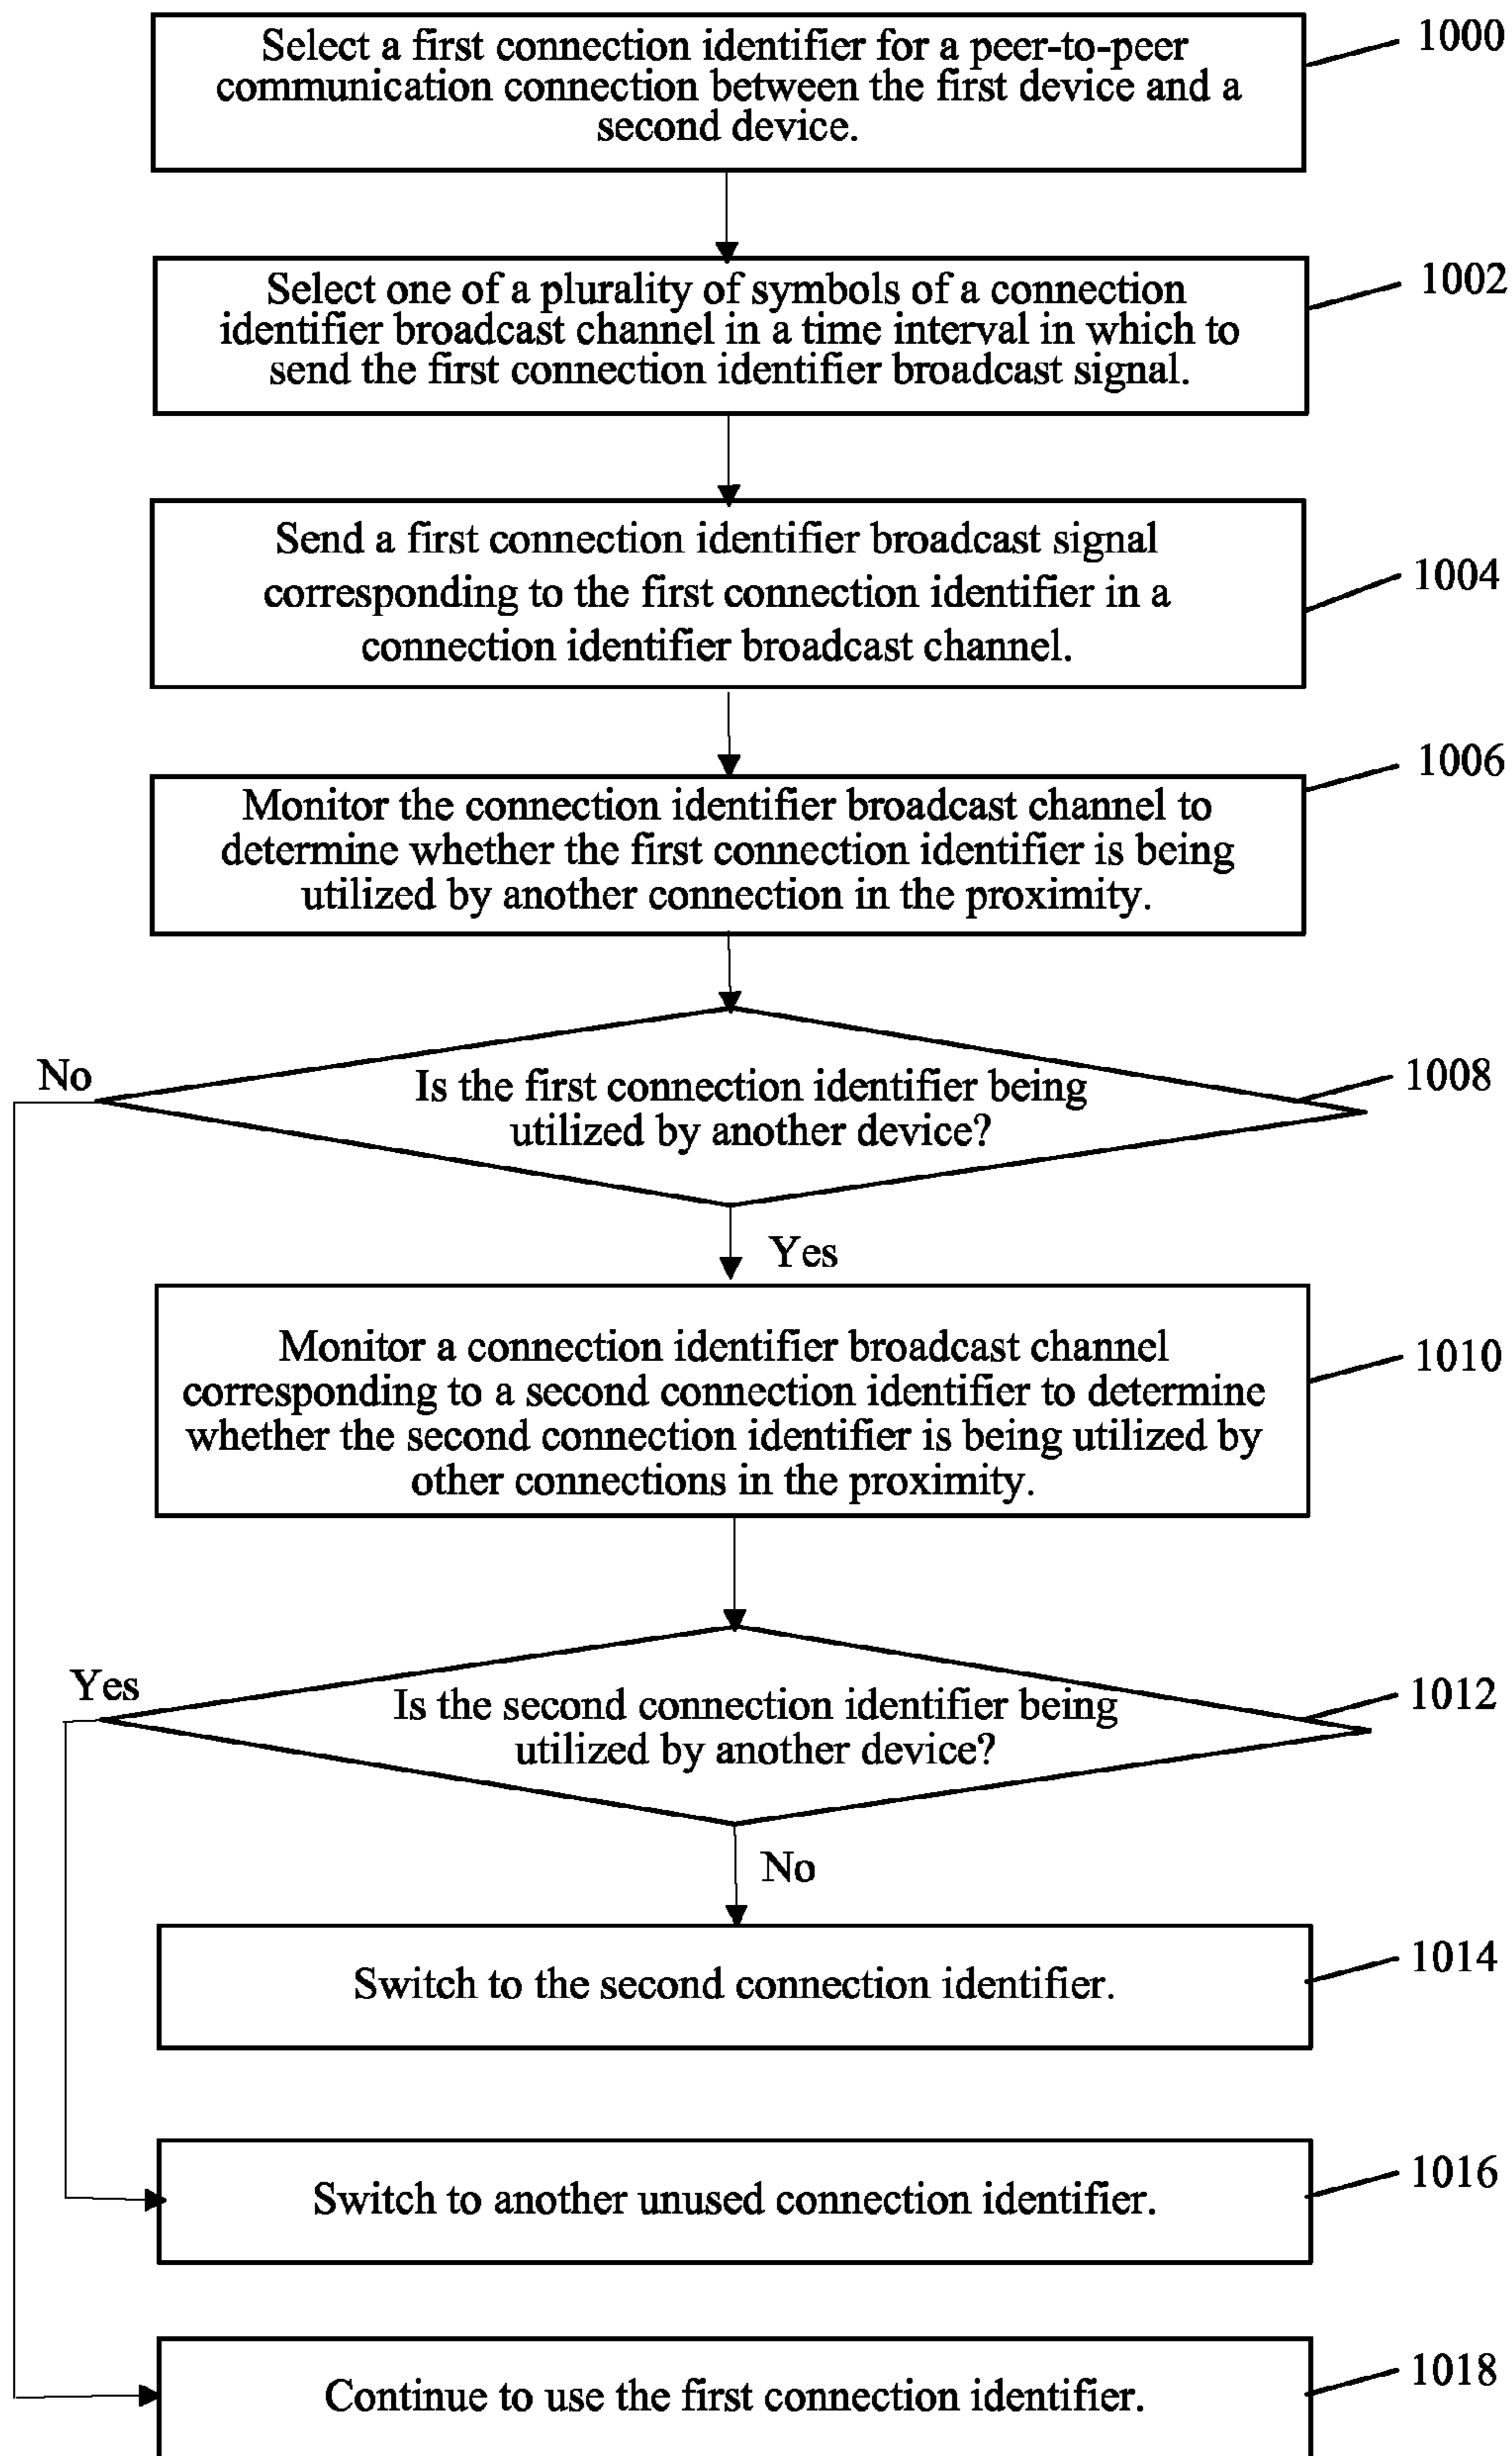 Select a first connection identifier for a peer-to-peer
communication connection between the first device and a
second device.
1000
Select one of a plurality of symbols of a connection
identifier broadcast channel in a time interval in which to
send the first connection identifier broadcast signal.
1002
Send a first connection identifier broadcast signal
corresponding to the first connection identifier in a
connection identifier broadcast channel.
1004
Monitor the connection identifier broadcast channel to
determine whether the first connection identifier is being
utilized by another connection in the proximity.
1006
No
Is the first connection identifier being
utilized by another device?
1008
Yes
Monitor a connection identifier broadcast channel
corresponding to a second connection identifier to determine
whether the second connection identifier is being utilized by
other connections in the proximity.
1010
Yes
Is the second connection identifier being
utilized by another device?
1012
No
Switch to the second connection identifier.
1014
Switch to another unused connection identifier.
1016
Continue to use the first connection identifier.
1018